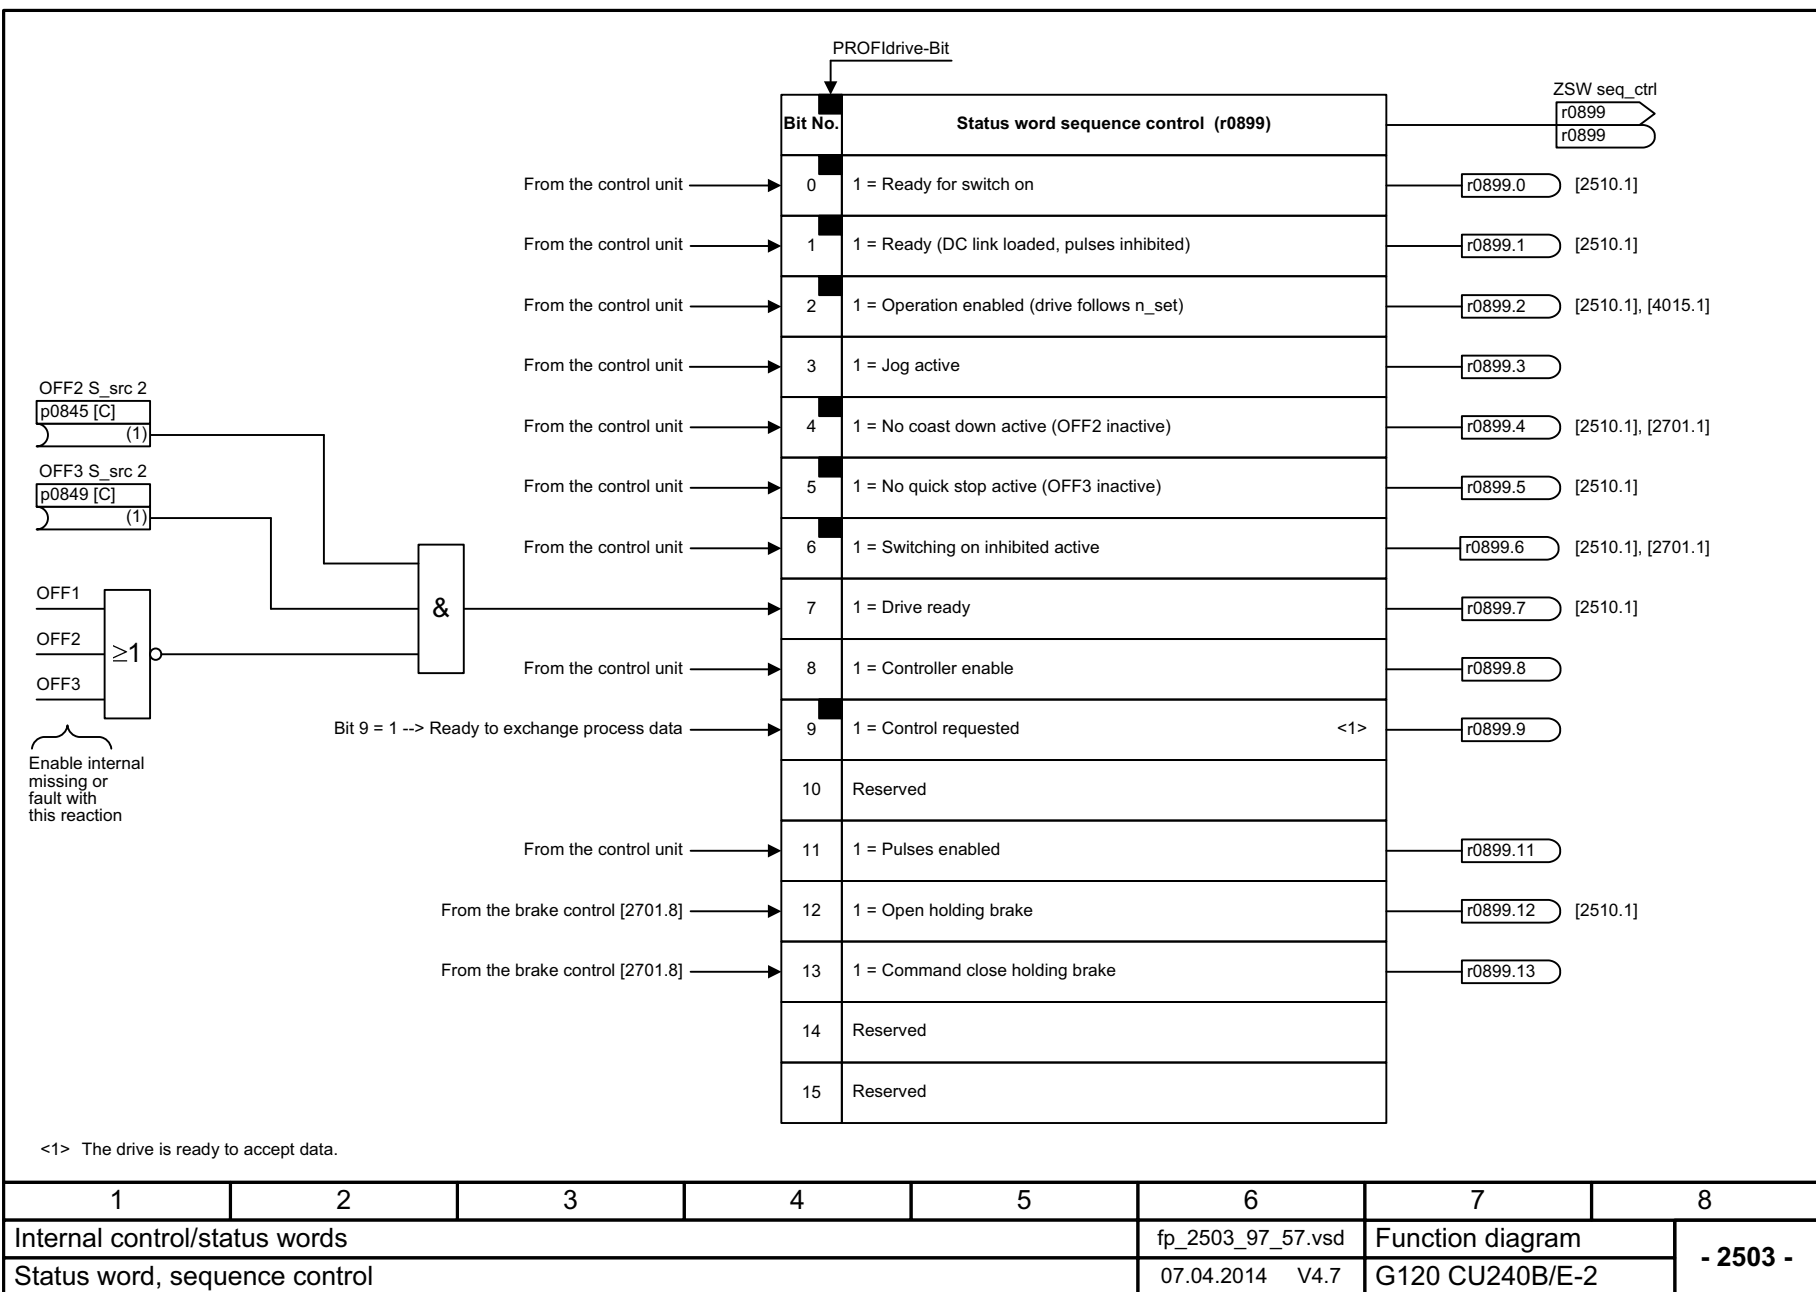 PROFIdrive-Bit
ZSW seq_ctrl
r0899
r0899
Bit No. Status word sequence control (r0899)
From the control unit 0 1 = Ready for switch on r0899.0 [2510.1]
From the control unit 1 1 = Ready (DC link loaded, pulses inhibited) r0899.1 [2510.1]
From the control unit 2 1 = Operation enabled (drive follows n_set) r0899.2 [2510.1], [4015.1]
From the control unit 3 1 = Jog active r0899.3
OFF2 S_src 2
p0845 [C]
(1)
From the control unit 4 1 = No coast down active (OFF2 inactive) r0899.4 [2510.1], [2701.1]
OFF3 S_src 2
p0849 [C]
(1)
From the control unit 5 1 = No quick stop active (OFF3 inactive) r0899.5 [2510.1]
From the control unit 6 1 = Switching on inhibited active r0899.6 [2510.1], [2701.1]
OFF1
OFF2
OFF3
≥1
&
7 1 = Drive ready r0899.7 [2510.1]
From the control unit 8 1 = Controller enable r0899.8
Bit 9 = 1 --> Ready to exchange process data 9 1 = Control requested <1> r0899.9
Enable internal
missing or
fault with
this reaction
10 Reserved
From the control unit 11 1 = Pulses enabled r0899.11
From the brake control [2701.8] 12 1 = Open holding brake r0899.12 [2510.1]
From the brake control [2701.8] 13 1 = Command close holding brake r0899.13
14 Reserved
15 Reserved
<1> The drive is ready to accept data.
1 2 3 4 5 6 7 8
Internal control/status words fp_2503_97_57.vsd Function diagram
- 2503 -
Status word, sequence control 07.04.2014 V4.7 G120 CU240B/E-2